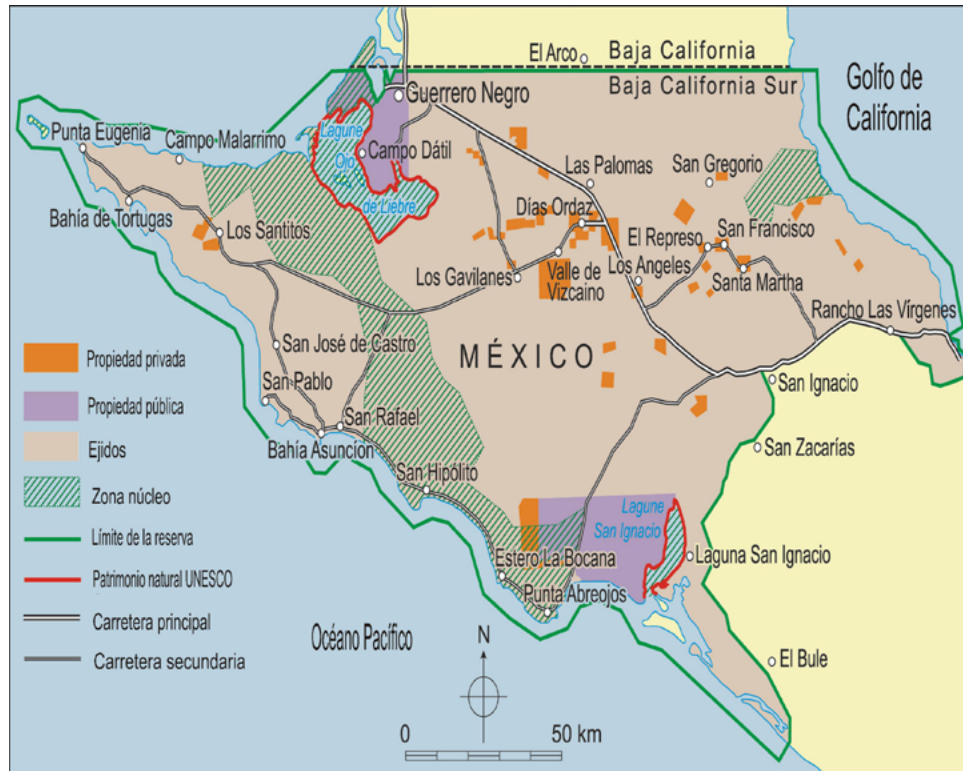 El Arco
Baja California
Baja California Sur
Golfo de
California
Guerrero Negro
Punta Eugenia
Campo Malarrimo
Lagune
Ojo
de Liebre
Campo Dátil
Las Palomas
San Gregorio
Bahía de Tortugas
Los Santitos
Días Ordaz
El Represo
San Francisco
Los Gavilanes
Valle de
Vizcaino
Los Angeles
Santa Martha
Rancho Las Vírgenes
MÉXICO
San José de Castro
San Pablo
San Rafael
Bahía Asunción
San Ignacio
San Zacarías
San Hipólito
Lagune
San Ignacio
Laguna San Ignacio
Estero La Bocana
Punta Abreojos
El Bule
Océano Pacífico
Propiedad privada
Propiedad pública
Ejidos
Zona núcleo
Límite de la reserva
Patrimonio natural UNESCO
Carretera principal
Carretera secundaria
N
0
50 km